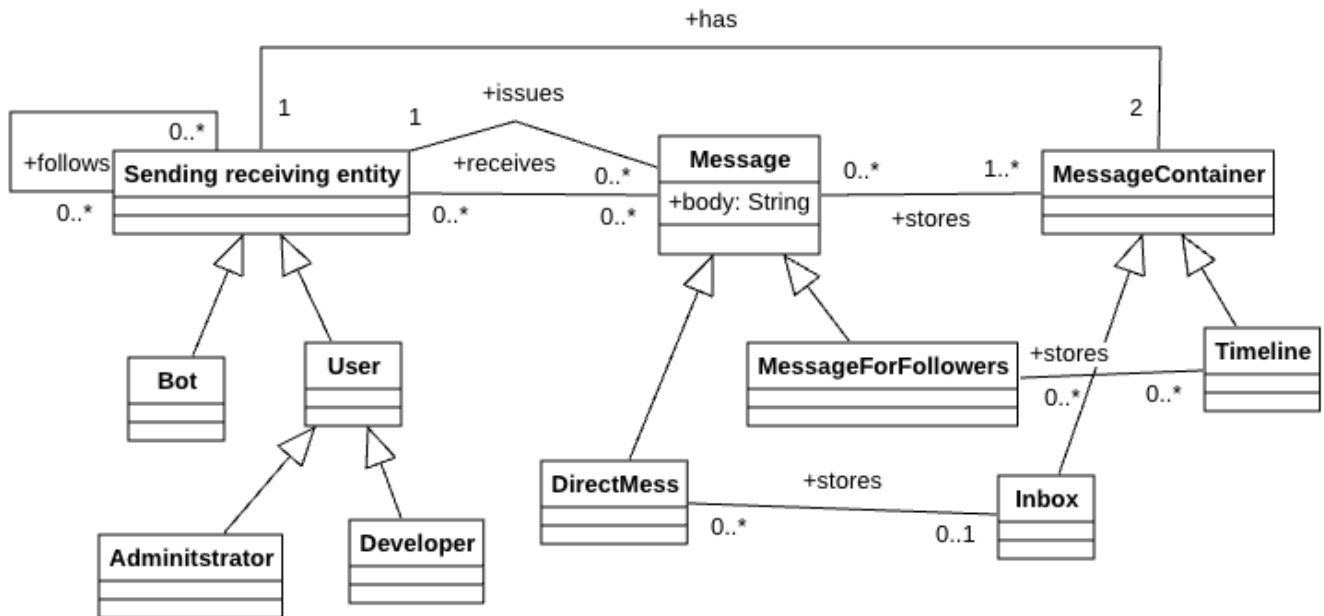 +has
1
2
+issues
1
0..*
+follows
0..*
Sending receiving entity
+receives
0..*
0..*
0..*
Message
+body: String
0..*
1..*
+stores
MessageContainer
Bot
User
MessageForFollowers
+stores
0..*
0..*
Timeline
DirectMess
+stores
0..*
0..1
Inbox
Adminitstrator
Developer